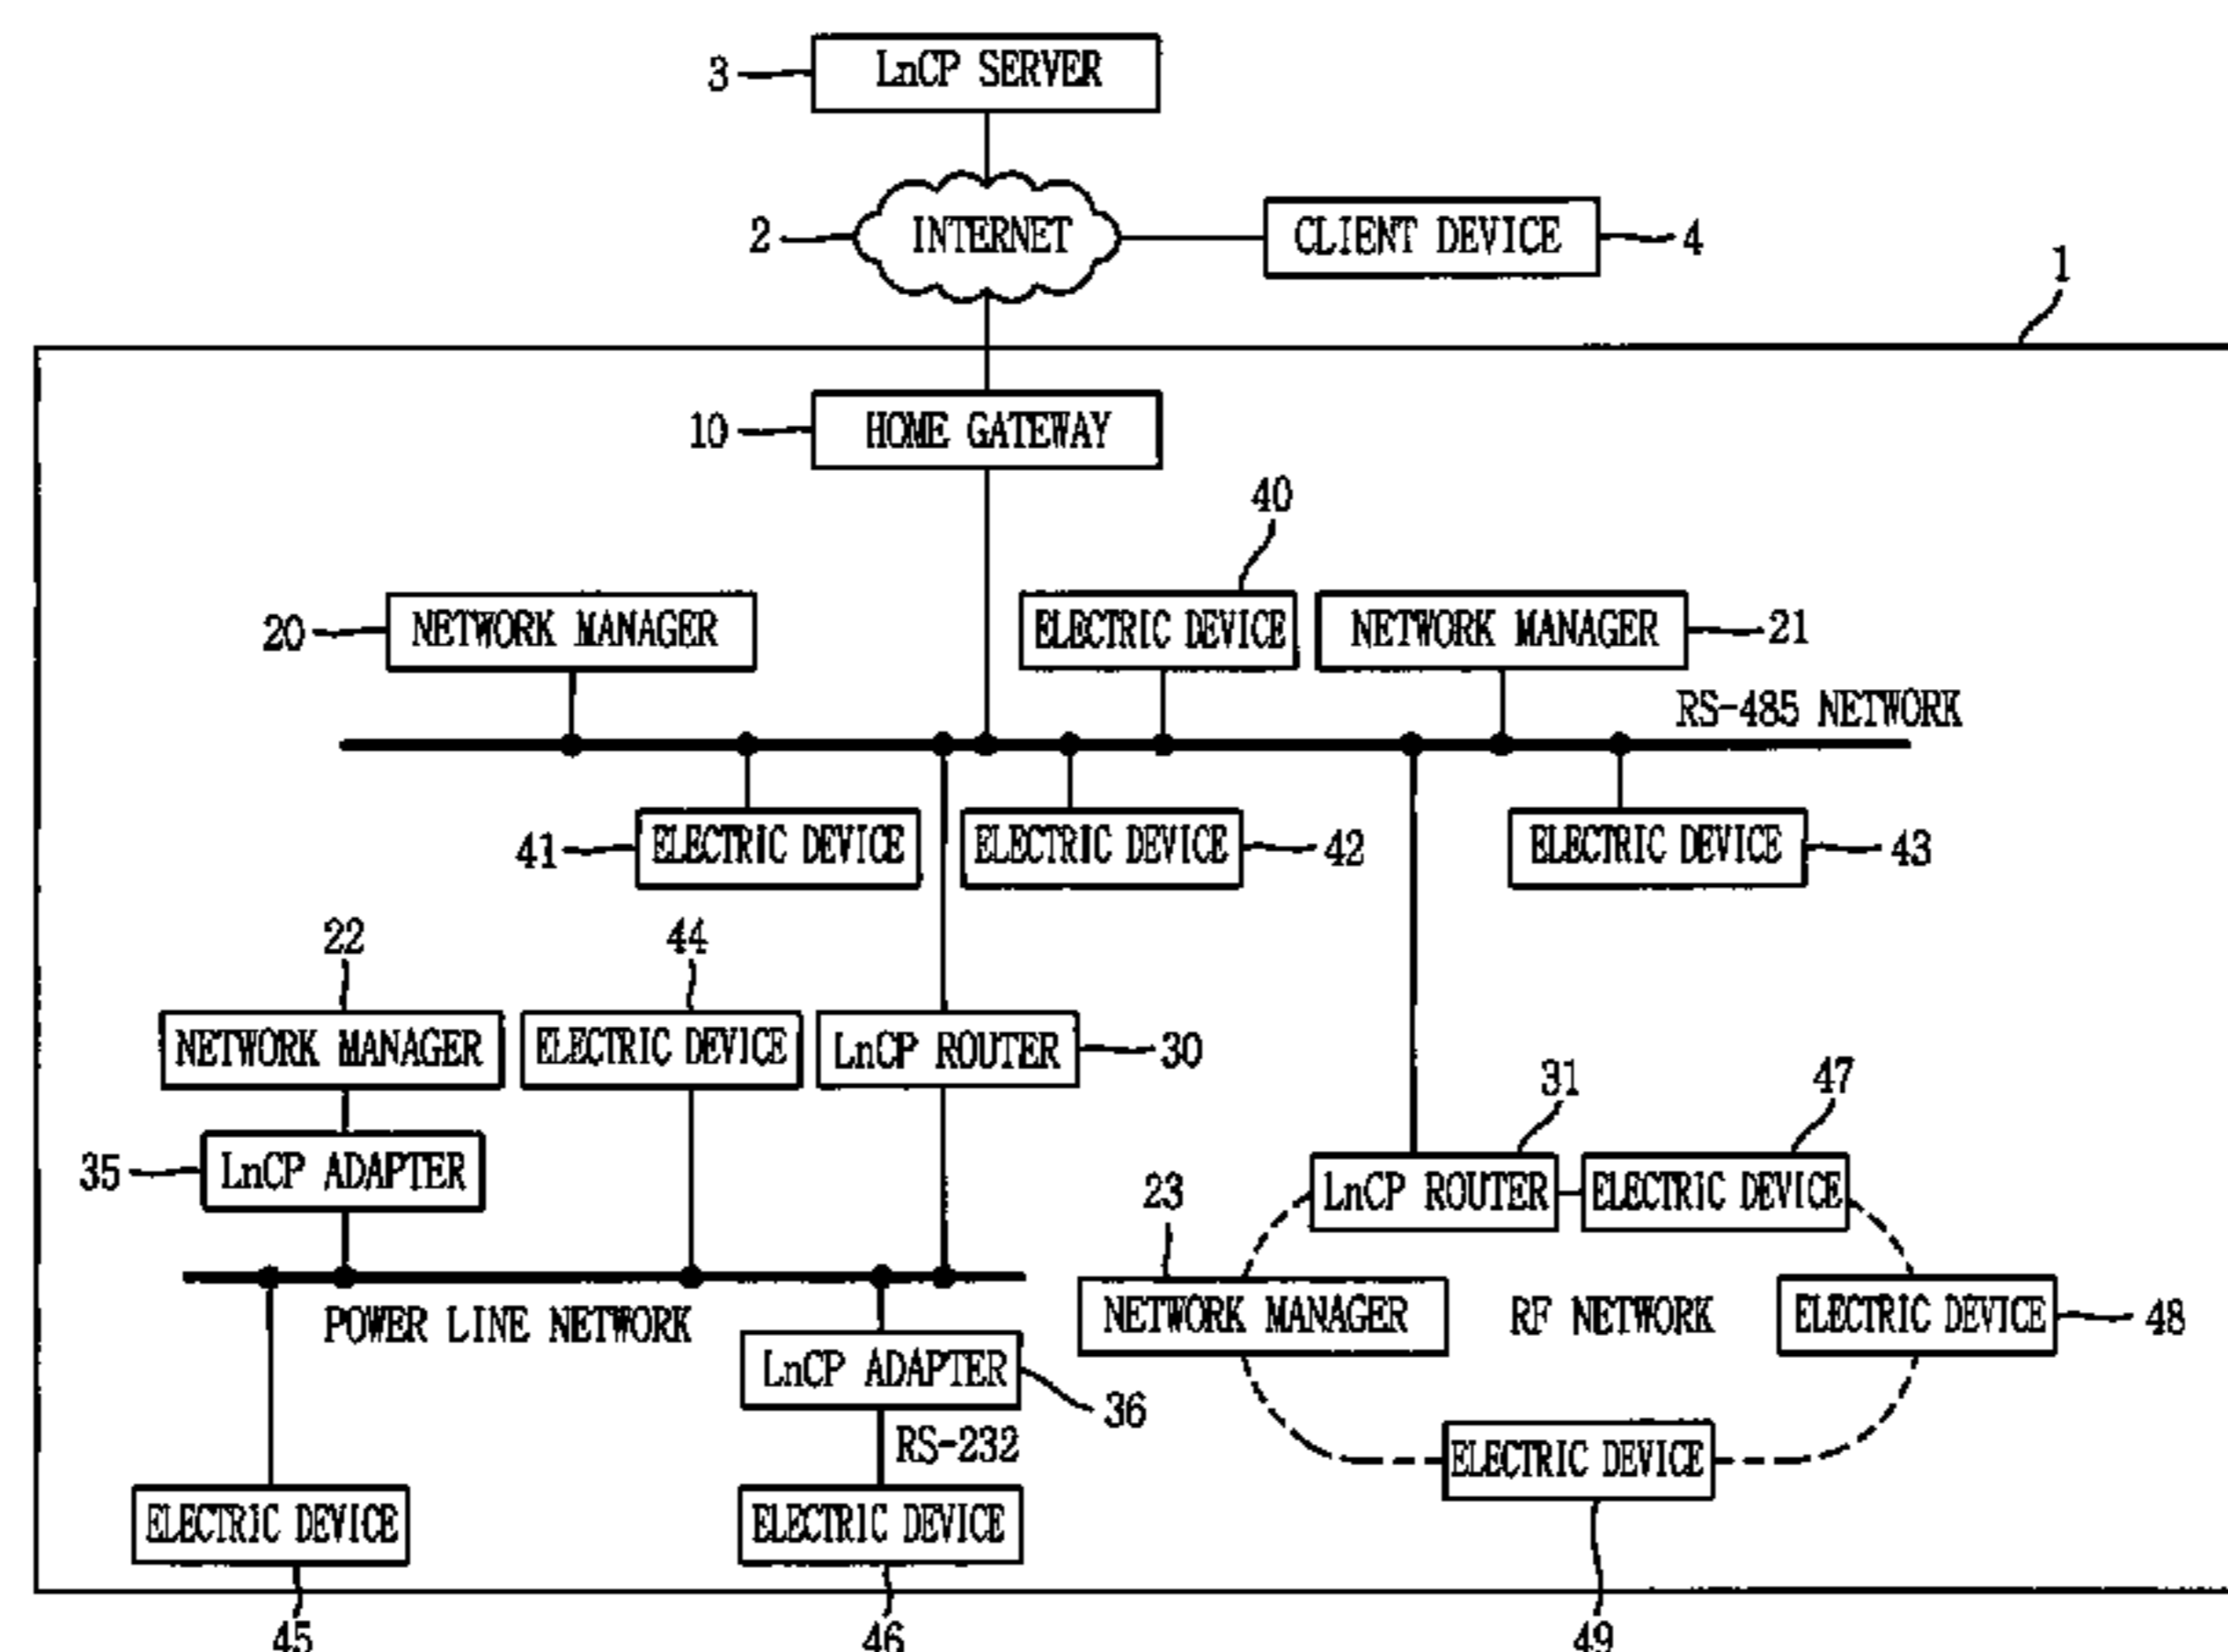 3 LnCP SERVER
2 INTERNET CLIENT DEVICE 4
1
10 HOME GATEWAY
40
20 NETWORK MANAGER ELECTRIC DEVICE NETWORK MANAGER 21
RS-485 NETWORK
41 ELECTRIC DEVICE ELECTRIC DEVICE 42 ELECTRIC DEVICE 43
22 44
NETWORK MANAGER ELECTRIC DEVICE LnCP ROUTER 30
31 47
35 LnCP ADAPTER 23 LnCP ROUTER ELECTRIC DEVICE
POWER LINE NETWORK NETWORK MANAGER RF NETWORK ELECTRIC DEVICE 48
LnCP ADAPTER
36
RS-232
ELECTRIC DEVICE
ELECTRIC DEVICE ELECTRIC DEVICE
45 46 49